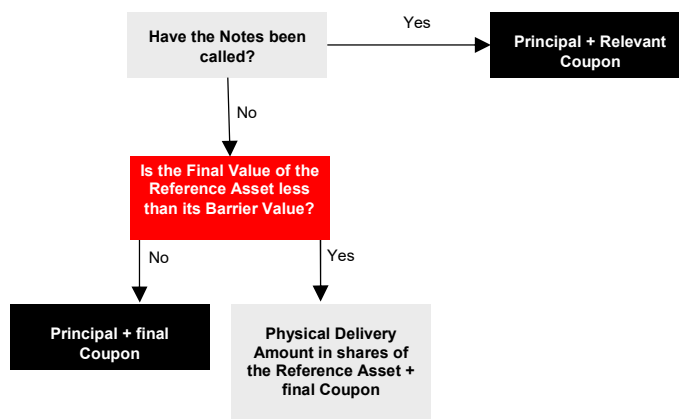 Have the Notes been
called?
Yes
Principal + Relevant
Coupon
No
Is the Final Value of the
Reference Asset less
than its Barrier Value?
No
Yes
Principal + final
Coupon
Physical Delivery
Amount in shares of
the Reference Asset +
final Coupon